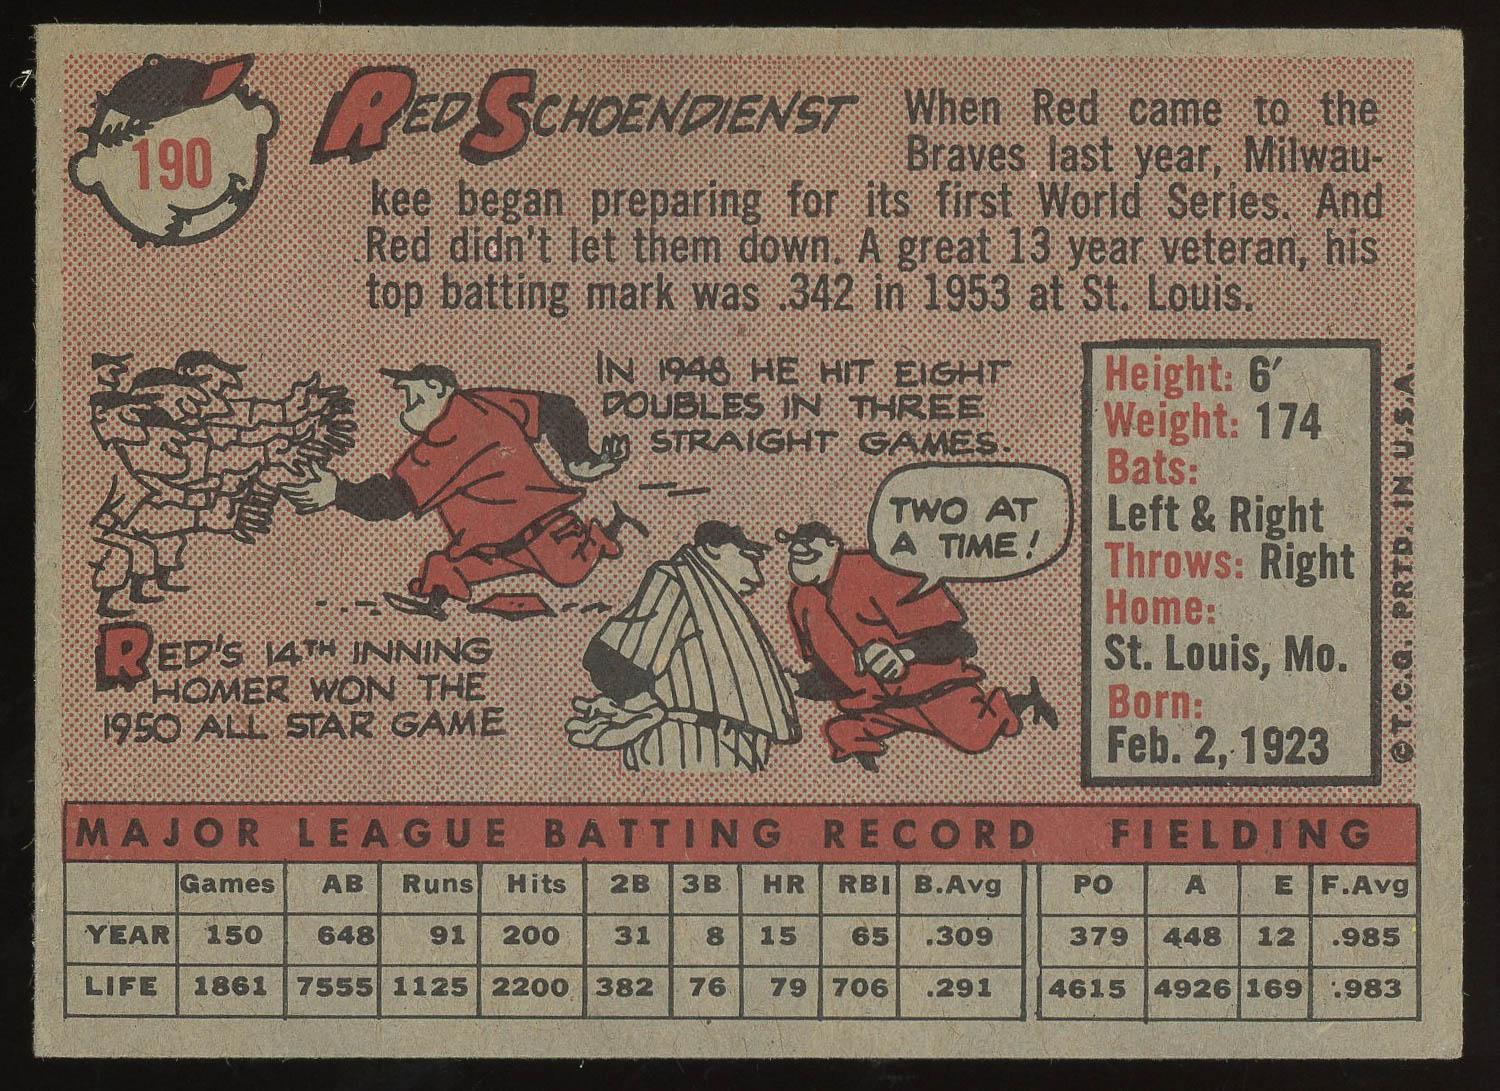 190
RED SCHOENDIENST
When Red came to the
Braves last year, Milwau-
kee began preparing for its first World Series. And
Red didn't let them down. A great 13 year veteran, his
top batting mark was .342 in 1953 at St. Louis.
IN 1948 HE HIT EIGHT
DOUBLES IN THREE
STRAIGHT GAMES.
TWO AT
A TIME!
RED'S 14TH INNING
HOMER WON THE
1950 ALL STAR GAME
Height: 6'
Weight: 174
Bats:
Left & Right
Throws: Right
Home:
St. Louis, Mo.
Born:
Feb. 2, 1923
© T.C.G. PRTD. IN U.S.A.
MAJOR LEAGUE BATTING RECORD FIELDING
Games AB Runs Hits 2B 3B HR RBI B.Avg PO A E F.Avg
YEAR 150 648 91 200 31 8 15 65 .309 379 448 12 .985
LIFE 1861 7555 1125 2200 382 76 79 706 .291 4615 4926 169 .983